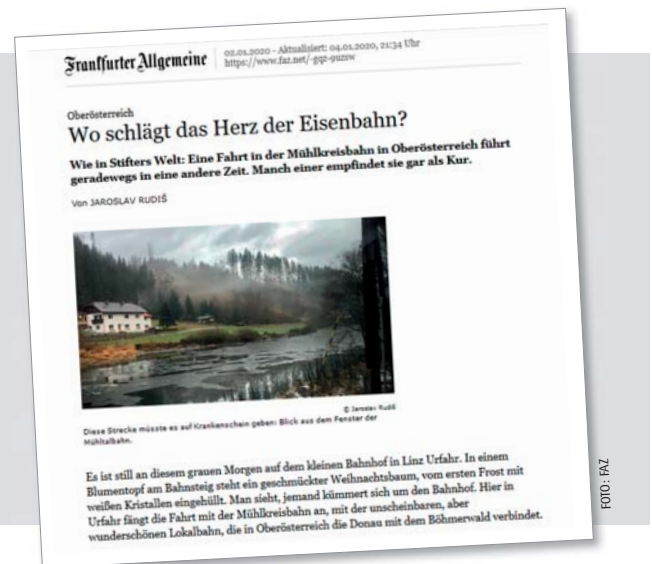 Frankfurter Allgemeine
02.01.2020 - Aktualisiert: 04.01.2020, 21:34 Uhr
https://www.faz.net/-gqz-9uzsw
Oberösterreich
Wo schlägt das Herz der Eisenbahn?
Wie in Stifters Welt: Eine Fahrt in der Mühlkreisbahn in Oberösterreich führt
geradewegs in eine andere Zeit. Manch einer empfindet sie gar als Kur.
Von JAROSLAV RUDIŠ
© Jaroslav Rudiš
Diese Strecke müsste es auf Krankenschein geben: Blick aus dem Fenster der
Mühltalbahn.
Es ist still an diesem grauen Morgen auf dem kleinen Bahnhof in Linz Urfahr. In einem
Blumentopf am Bahnsteig steht ein geschmückter Weihnachtsbaum, vom ersten Frost mit
weißen Kristallen eingehüllt. Man sieht, jemand kümmert sich um den Bahnhof. Hier in
Urfahr fängt die Fahrt mit der Mühlkreisbahn an, mit der unscheinbaren, aber
wunderschönen Lokalbahn, die in Oberösterreich die Donau mit dem Böhmerwald verbindet.
FOTO: FAZ